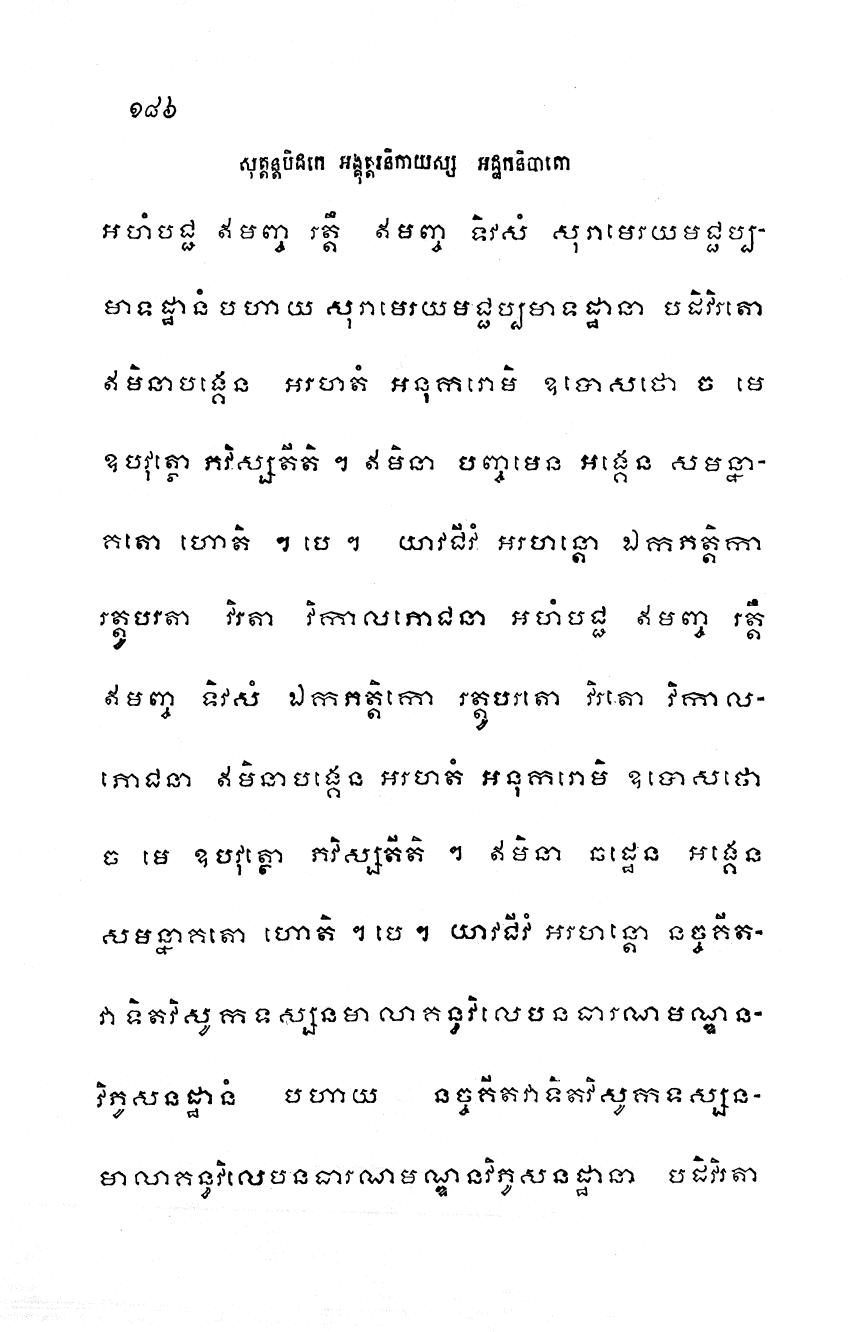 ១៨៦
សុត្តន្តបិដកេ អង្គុត្តរនិកាយស្ស អដ្ឋកនិបាតោ
អហំបជ្ជ ឥមញ្ច រត្តឹ ឥមញ្ច ទិវសំ សុរាមេរយមជ្ជប្ប-
មាទដ្ឋានំ បហាយ សុរាមេរយមជ្ជប្បមាទដ្ឋានា បដិវិរតោ
ឥមិនាបង្គេន អរហតំ អនុករោមិ ឧបោសថោ ច មេ
ឧបវុត្ថោ ភវិស្សតីតិ ។ ឥមិនា បញ្ចមេន អង្គេន សមន្នា-
គតោ ហោតិ ។ បេ ។ យាវជីវំ អរហន្តោ ឯកភត្តិកា
រត្តូបរតា វិរតា វិកាលភោជនា អហំបជ្ជ ឥមញ្ច រត្តឹ
ឥមញ្ច ទិវសំ ឯកភត្តិកោ រត្តូបរតោ វិរតោ វិកាល-
ភោជនា ឥមិនាបង្គេន អរហតំ អនុករោមិ ឧបោសថោ
ច មេ ឧបវុត្ថោ ភវិស្សតីតិ ។ ឥមិនា ឆដ្ឋេន អង្គេន
សមន្នាគតោ ហោតិ ។ បេ ។ យាវជីវំ អរហន្តោ នច្ចគីត-
វាទិតវិសូកទស្សនមាលាគន្ធវិលេបនធារណមណ្ឌន-
វិភូសនដ្ឋានំ បហាយ នច្ចគីតវាទិតវិសូកទស្សន-
មាលាគន្ធវិលេបនធារណមណ្ឌនវិភូសនដ្ឋានា បដិវិរតា